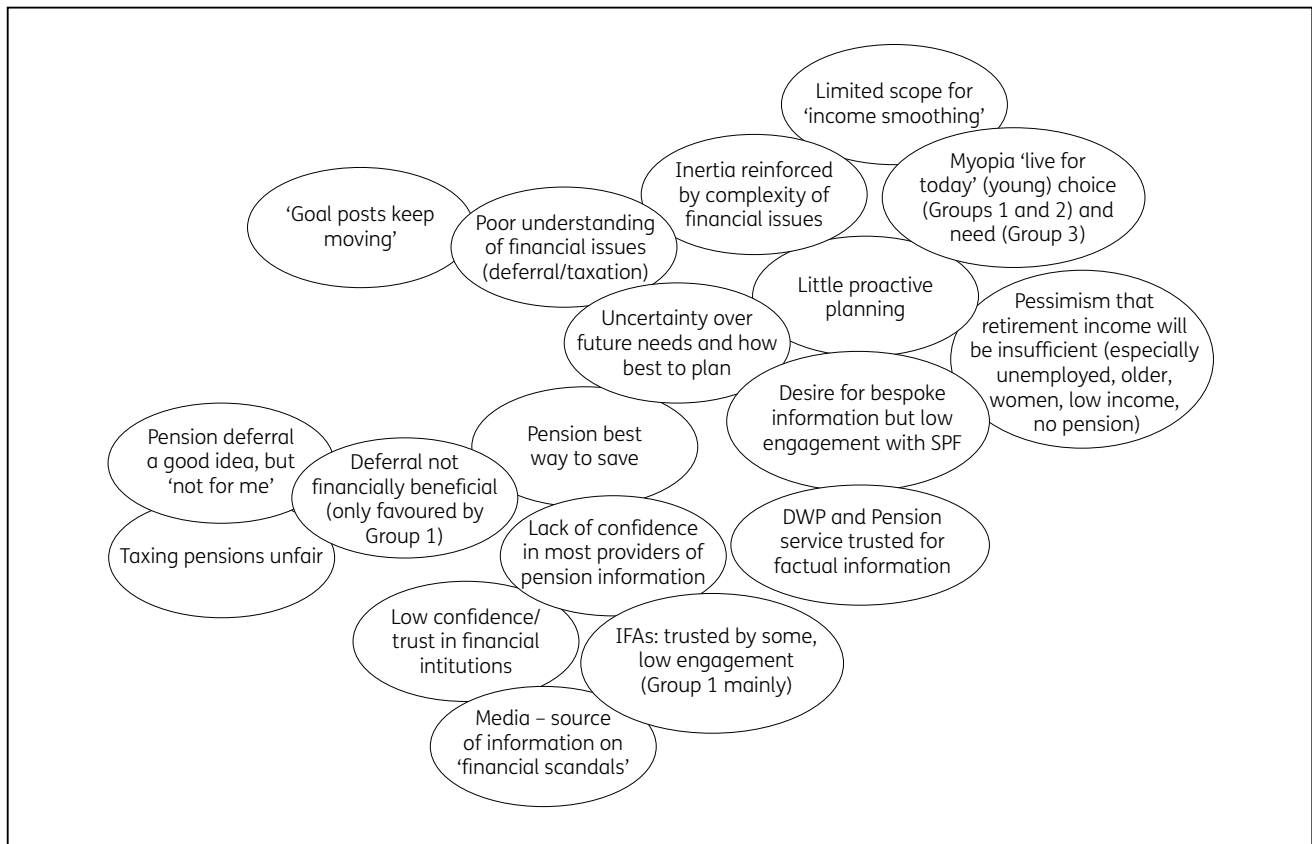 Limited scope for
‘income smoothing’
Inertia reinforced
by complexity of
financial issues
Myopia ‘live for
today’ (young) choice
(Groups 1 and 2) and
need (Group 3)
‘Goal posts keep
moving’
Poor understanding
of financial issues
(deferral/taxation)
Little proactive
planning
Uncertainty over
future needs and how
best to plan
Pessimism that
retirement income will
be insufficient (especially
unemployed, older,
women, low income,
no pension)
Desire for bespoke
information but low
engagement with SPF
Pension best
way to save
Pension deferral
a good idea, but
‘not for me’
Deferral not
financially beneficial
(only favoured by
Group 1)
Taxing pensions unfair
Lack of confidence
in most providers of
pension information
DWP and Pension
service trusted for
factual information
Low confidence/
trust in financial
intitutions
IFAs: trusted by some,
low engagement
(Group 1 mainly)
Media – source
of information on
‘financial scandals’